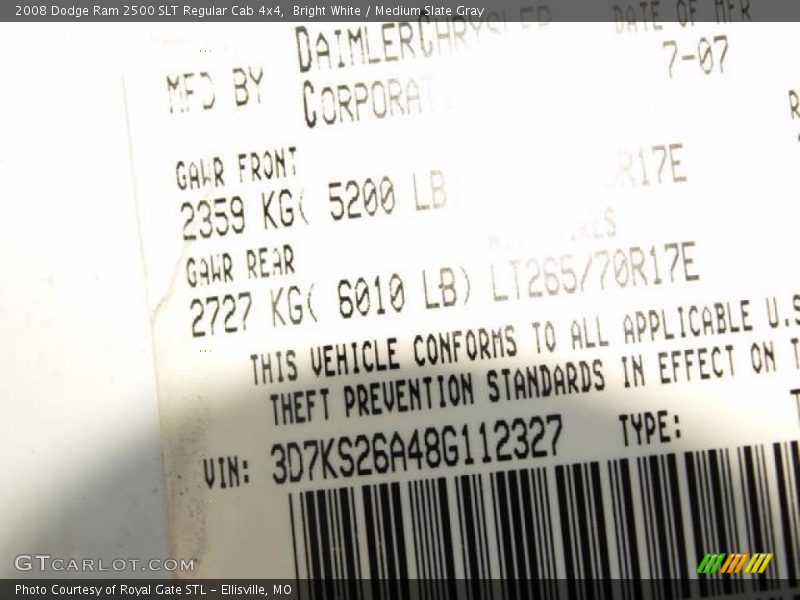 2008 Dodge Ram 2500 SLT Regular Cab 4x4, Bright White / Medium Slate Gray
MFD BY DAIMLERCHRYSLER DATE OF MFR
CORPORAT 7-07
GAWR FRONT
2359 KG( 5200 LB R17E
GAWR REAR
2727 KG( 6010 LB) LT265/70R17E
THIS VEHICLE CONFORMS TO ALL APPLICABLE U.S
THEFT PREVENTION STANDARDS IN EFFECT ON T
VIN: 3D7KS26A48G112327 TYPE:
GTCARLOT.COM
Photo Courtesy of Royal Gate STL – Ellisville, MO